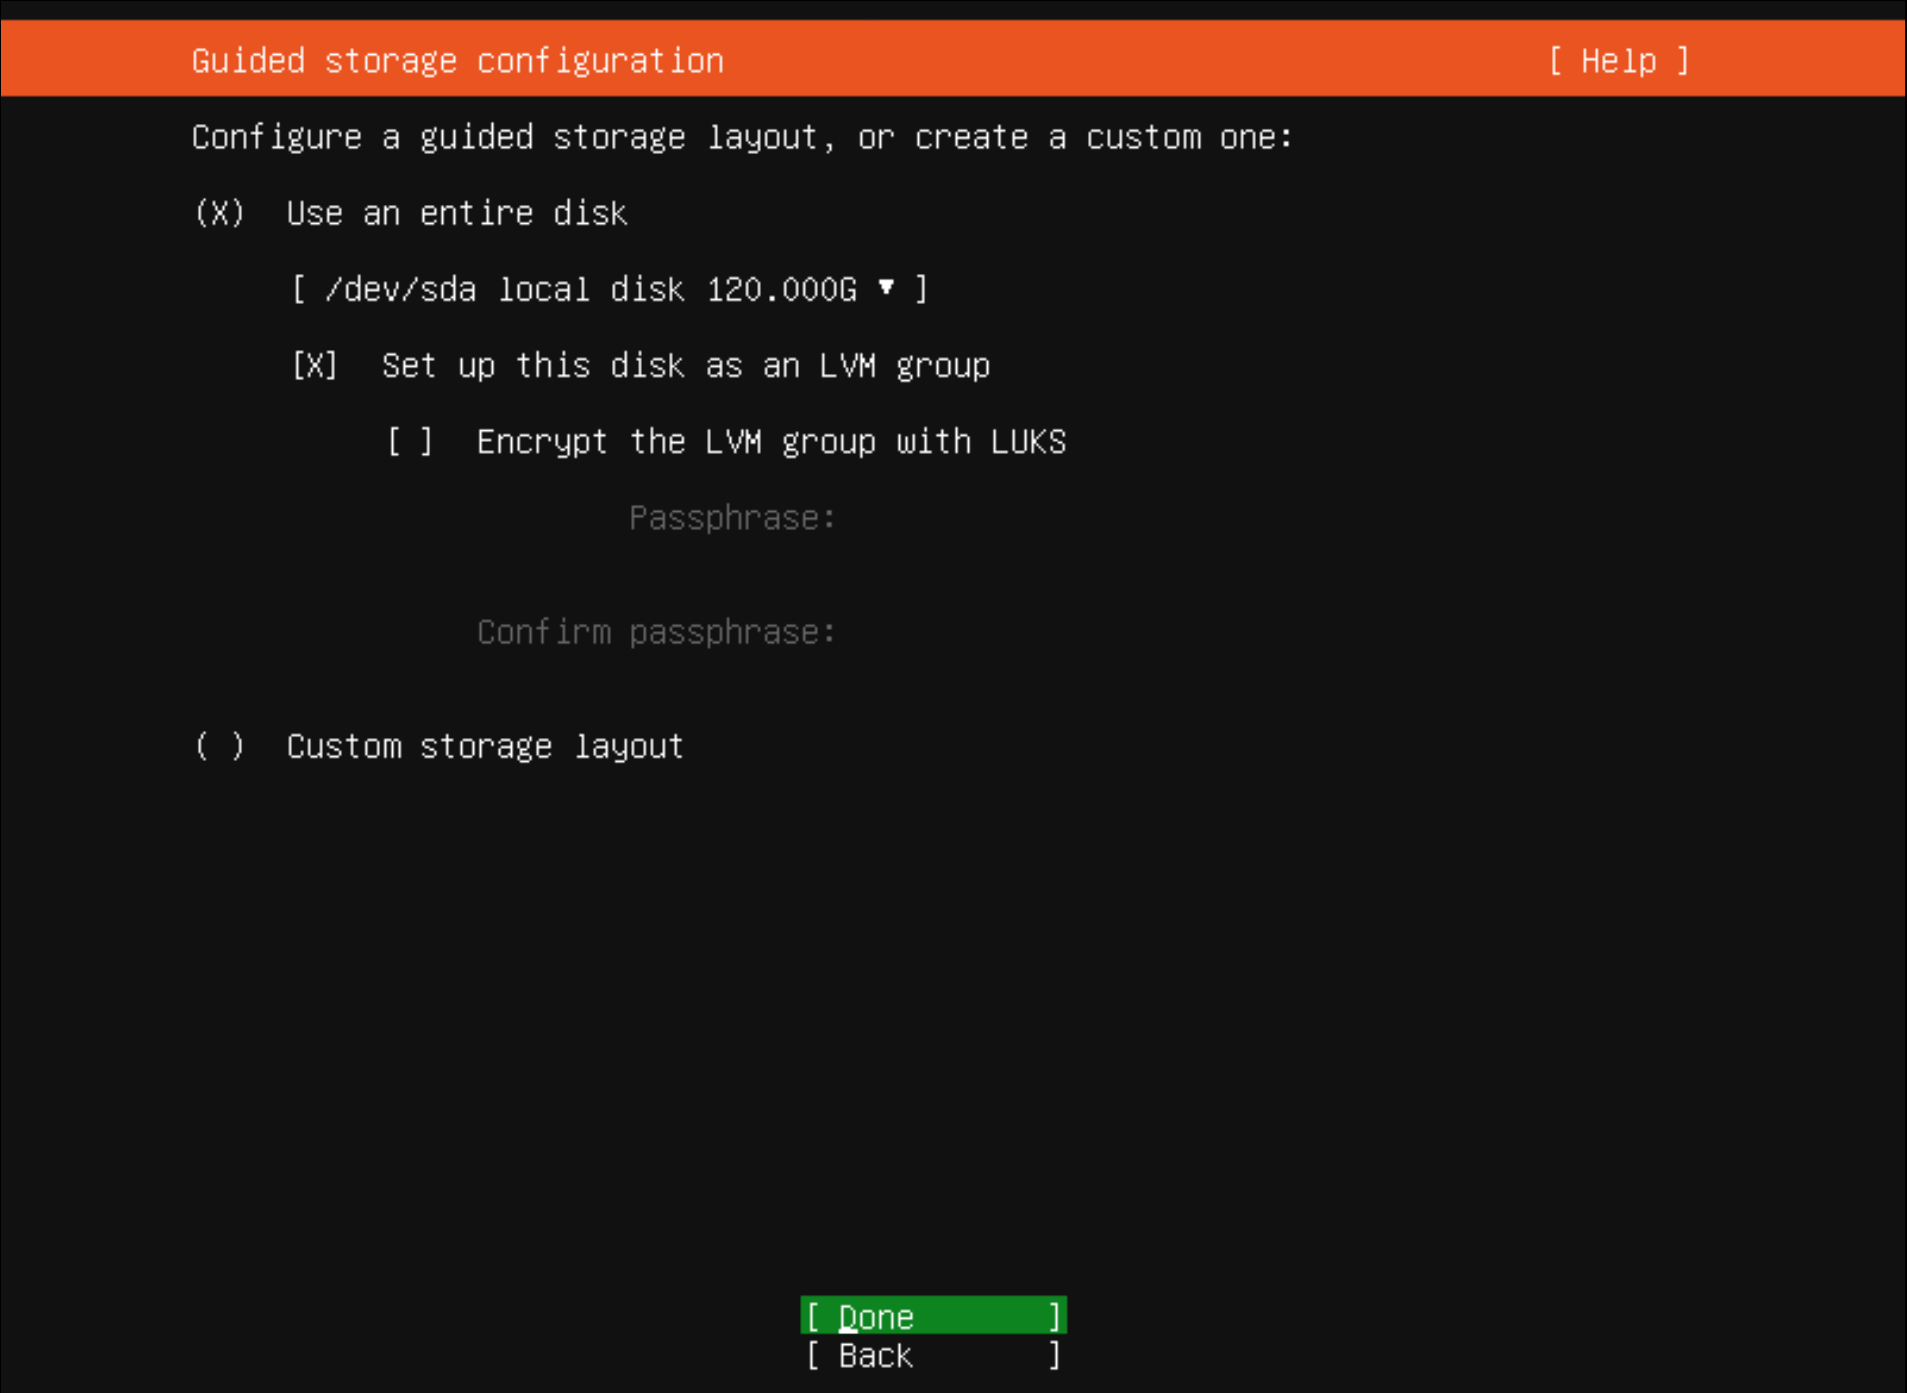 Guided storage configuration [ Help ]
Configure a guided storage layout, or create a custom one:
(X) Use an entire disk
[ /dev/sda local disk 120.000G ▾ ]
[X] Set up this disk as an LVM group
[ ] Encrypt the LVM group with LUKS
Passphrase:
Confirm passphrase:
( ) Custom storage layout
[ Done ]
[ Back ]